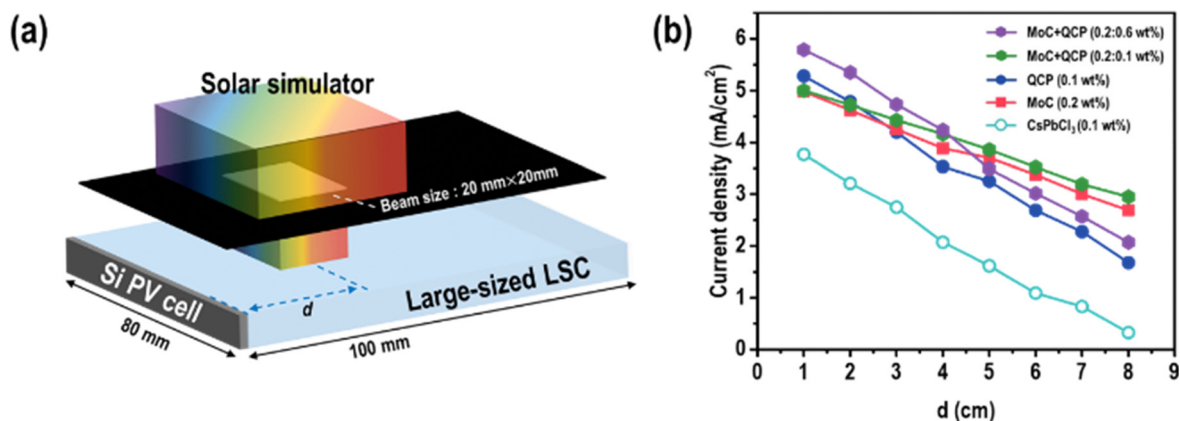 (a)
Solar simulator
Beam size : 20 mm×20mm
Si PV cell
d
Large-sized LSC
80 mm
100 mm
(b)
MoC+QCP (0.2:0.6 wt%)
MoC+QCP (0.2:0.1 wt%)
QCP (0.1 wt%)
MoC (0.2 wt%)
CsPbCl₃ (0.1 wt%)
Current density (mA/cm²)
6
5
4
3
2
1
0
0 1 2 3 4 5 6 7 8 9
d (cm)